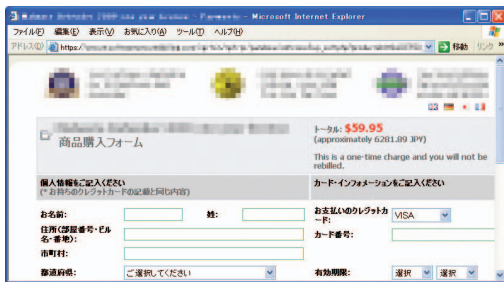 Microsoft Internet Explorer
ファイル(F) 編集(E) 表示(V) お気に入り(A) ツール(T) ヘルプ(H)
アドレス(D) https:/ 移動 リンク »
商品購入フォーム
トータル: $59.95
(approximately 6281.89 JPY)
This is a one-time charge and you will not be
rebilled.
個人情報をご記入ください
(* お持ちのクレジットカードの記載と同じ内容)
カード・インフォメーションをご記入ください
お名前: 姓:
お支払いのクレジットカ
ード: VISA
住所(部屋番号・ビル
名・番地):
カード番号:
市町村:
都道府県: ご選択してください
有効期限: 選択 選択